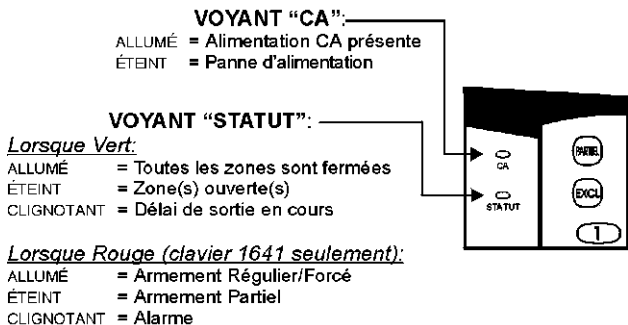 VOYANT “CA”:
ALLUMÉ = Alimentation CA présente
ÉTEINT = Panne d'alimentation
VOYANT “STATUT”:
Lorsque Vert:
ALLUMÉ = Toutes les zones sont fermées
ÉTEINT = Zone(s) ouverte(s)
CLIGNOTANT = Délai de sortie en cours
Lorsque Rouge (clavier 1641 seulement):
ALLUMÉ = Armement Régulier/Forcé
ÉTEINT = Armement Partiel
CLIGNOTANT = Alarme
CA
STATUT
PARTIEL
EXCL
1